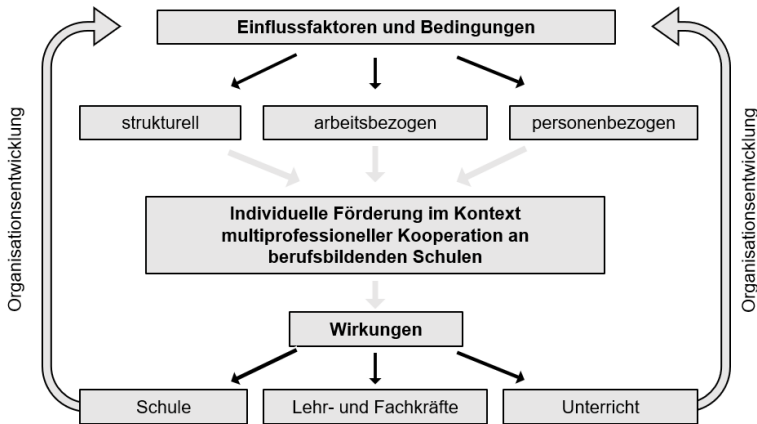 Einflussfaktoren und Bedingungen
strukturell
arbeitsbezogen
personenbezogen
Organisationsentwicklung
Organisationsentwicklung
Individuelle Förderung im Kontext
multiprofessioneller Kooperation an
berufsbildenden Schulen
Wirkungen
Schule
Lehr- und Fachkräfte
Unterricht